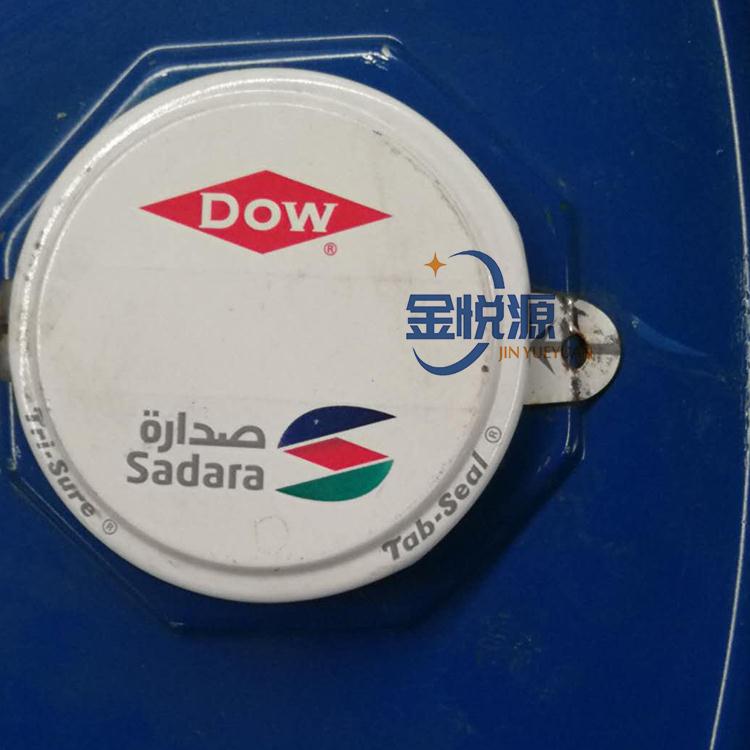 DOW
®
金悦源
JIN YUEYUAN
صدارة
Sadara
Tri-Sure ®
Tab-Seal ®